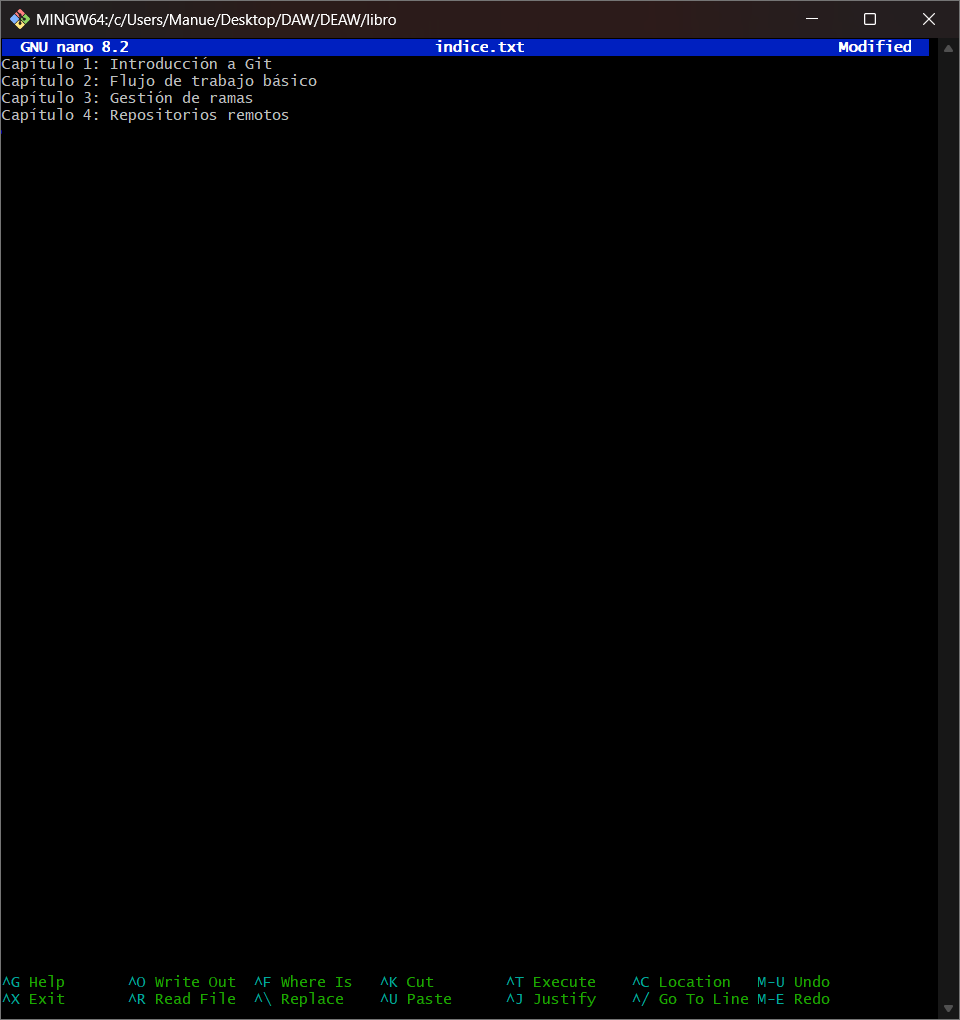 MINGW64:/c/Users/Manue/Desktop/DAW/DEAW/libro
GNU nano 8.2 indice.txt Modified
Capítulo 1: Introducción a Git
Capítulo 2: Flujo de trabajo básico
Capítulo 3: Gestión de ramas
Capítulo 4: Repositorios remotos
^G Help ^O Write Out ^F Where Is ^K Cut ^T Execute ^C Location M-U Undo
^X Exit ^R Read File ^\ Replace ^U Paste ^J Justify ^/ Go To Line M-E Redo